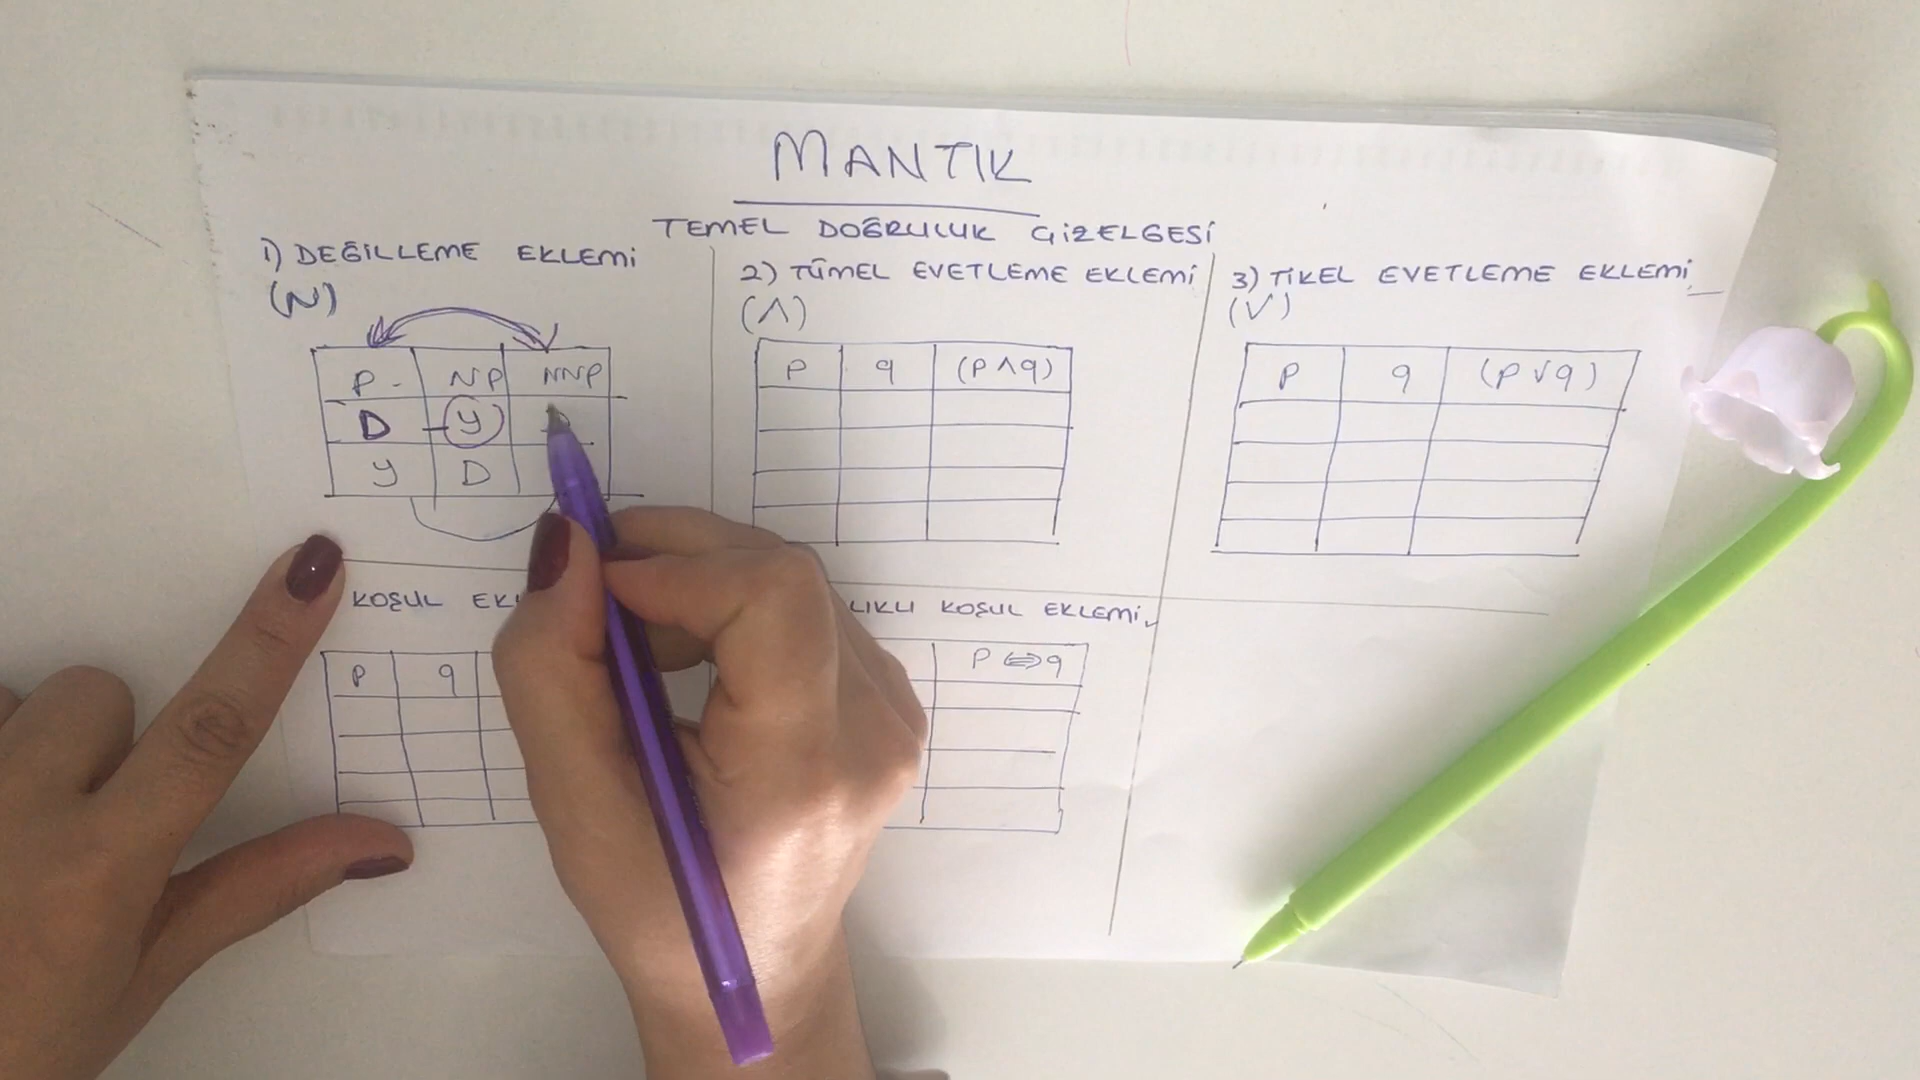 MANTIK
TEMEL DOĞRULUK ÇİZELGESİ
1) DEĞİLLEME EKLEMİ
(N)
P NP NNP
D Y
Y D
2) TÜMEL EVETLEME EKLEMİ
(Λ)
P q (P Λ q)
3) TİKEL EVETLEME EKLEMİ
(V)
P q (P V q)
KOŞUL
P q
KOŞUL EKLEMİ
P ⇔ q